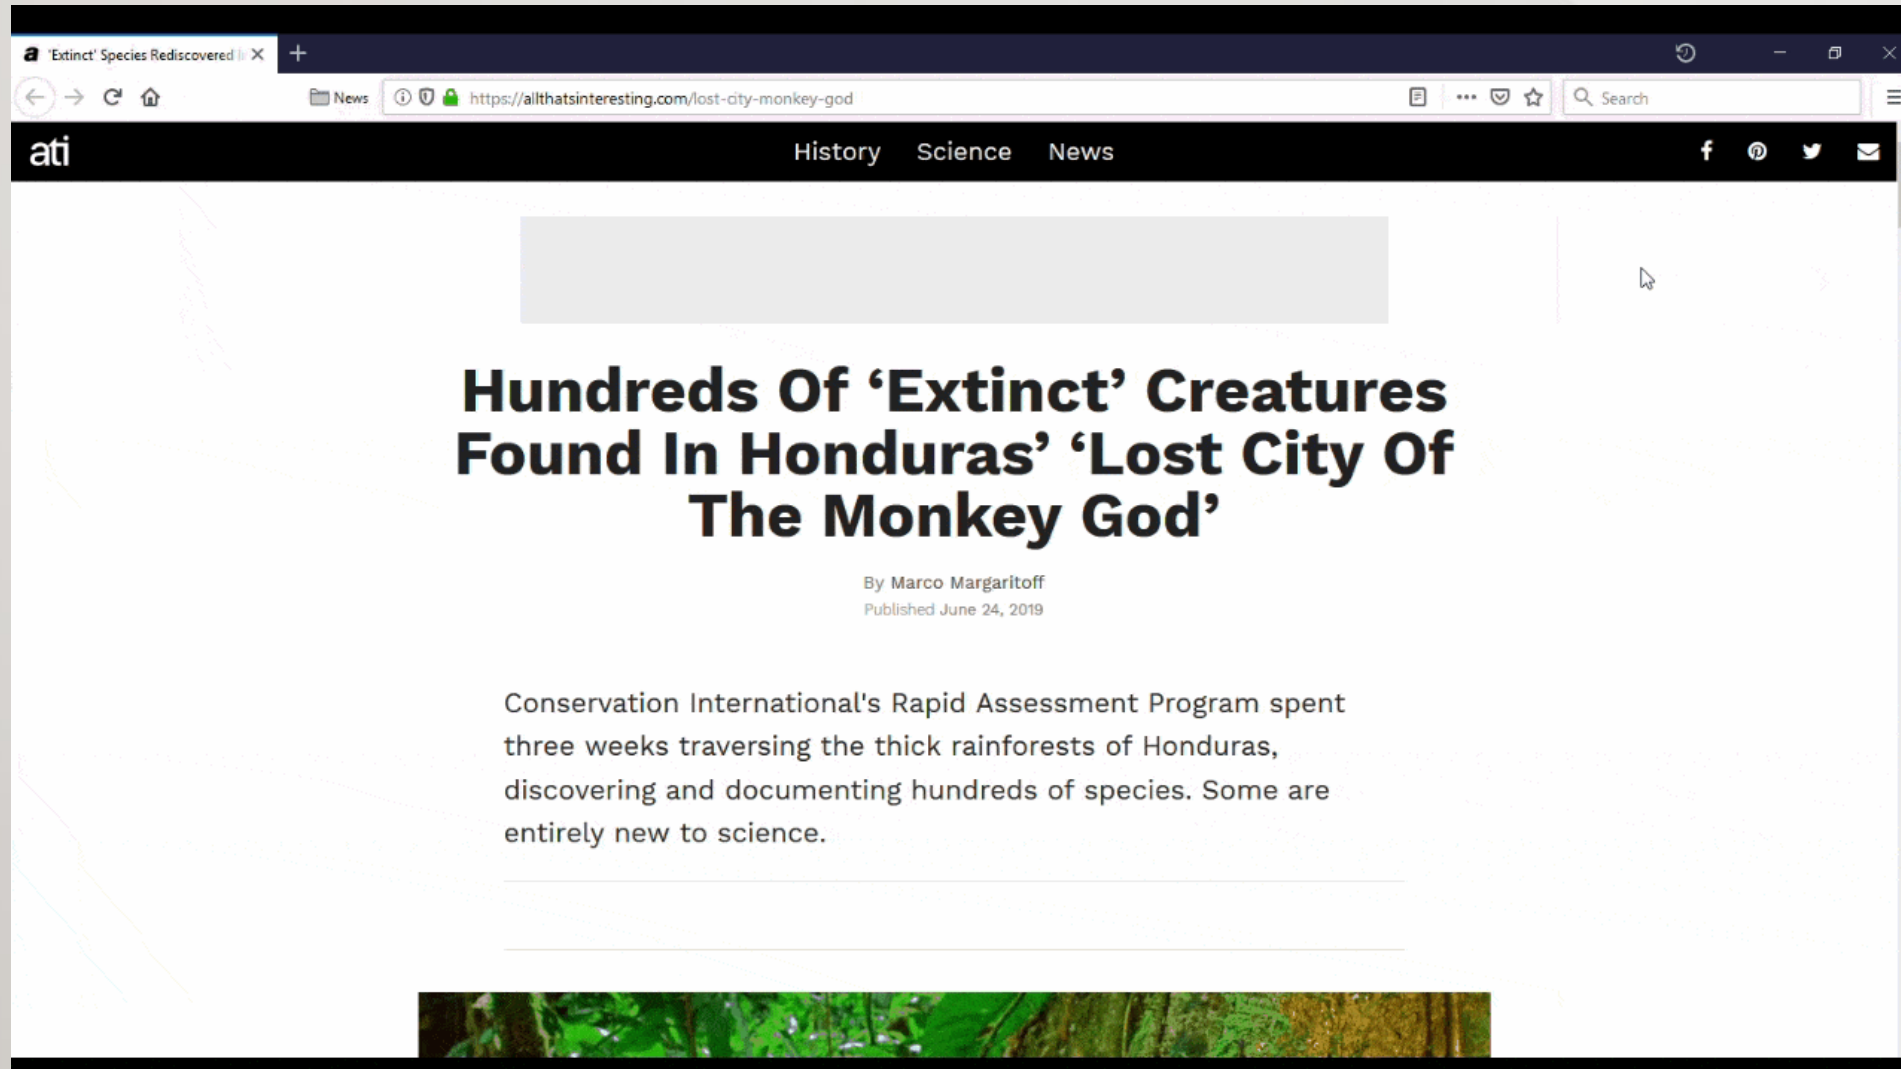 a 'Extinct' Species Rediscovered
News
https://allthatsinteresting.com/lost-city-monkey-god
Search
ati
History Science News
Hundreds Of ‘Extinct’ Creatures
Found In Honduras’ ‘Lost City Of
The Monkey God’
By Marco Margaritoff
Published June 24, 2019
Conservation International's Rapid Assessment Program spent
three weeks traversing the thick rainforests of Honduras,
discovering and documenting hundreds of species. Some are
entirely new to science.